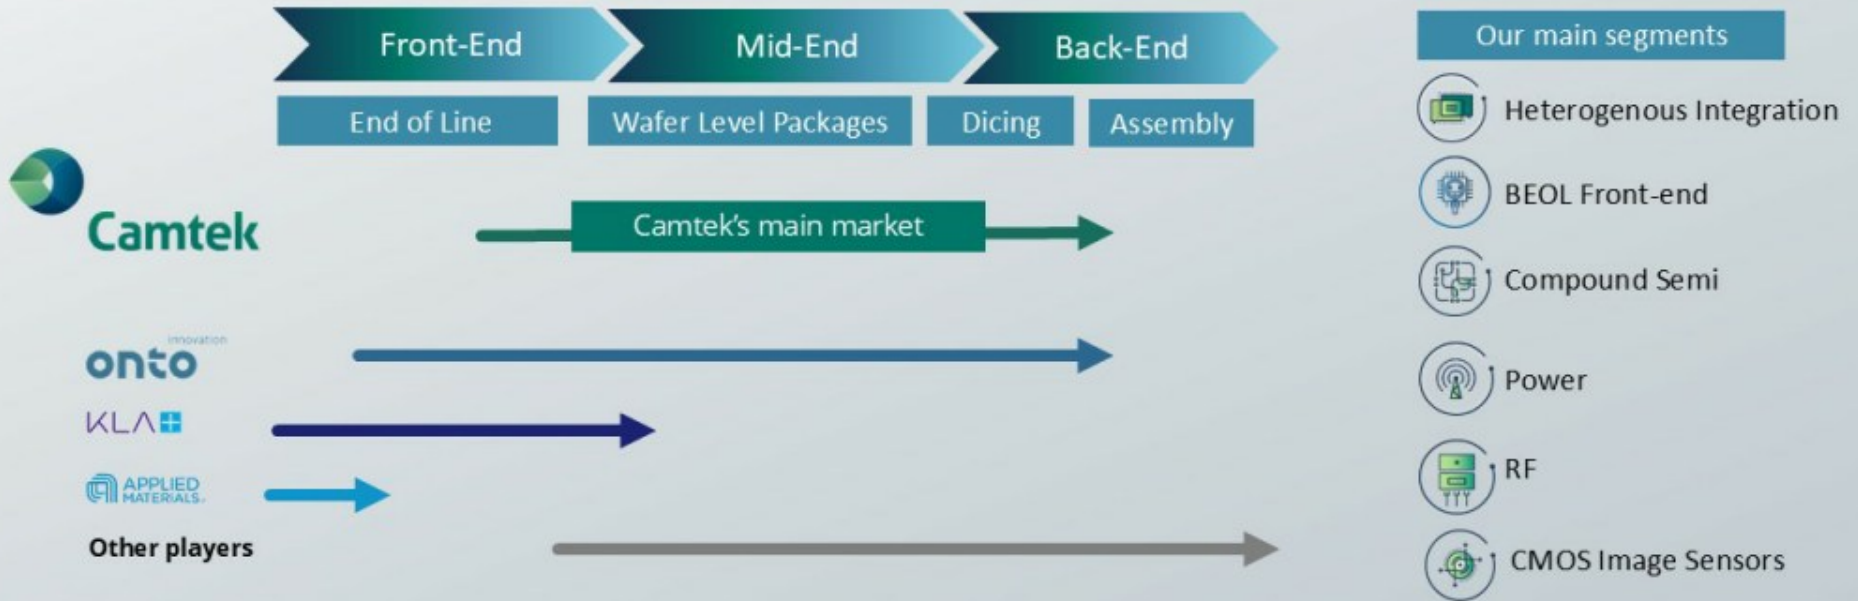 Front-End
Mid-End
Back-End
Our main segments
End of Line
Wafer Level Packages
Dicing
Assembly
Heterogenous Integration
Camtek
Camtek's main market
BEOL Front-end
Compound Semi
innovation
onto
Power
KLA
APPLIED
MATERIALS
RF
Other players
CMOS Image Sensors